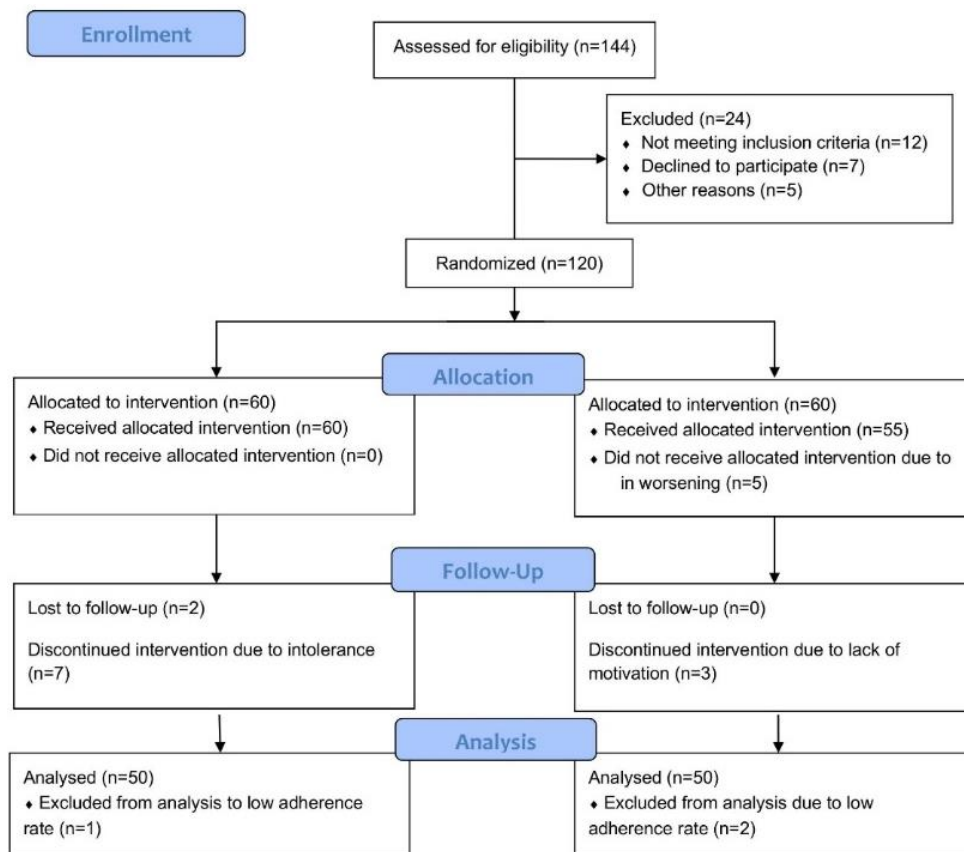 Enrollment
Assessed for eligibility (n=144)
Excluded (n=24)
♦ Not meeting inclusion criteria (n=12)
♦ Declined to participate (n=7)
♦ Other reasons (n=5)
Randomized (n=120)
Allocation
Allocated to intervention (n=60)
♦ Received allocated intervention (n=60)
♦ Did not receive allocated intervention (n=0)
Allocated to intervention (n=60)
♦ Received allocated intervention (n=55)
♦ Did not receive allocated intervention due to
in worsening (n=5)
Follow-Up
Lost to follow-up (n=2)
Discontinued intervention due to intolerance
(n=7)
Lost to follow-up (n=0)
Discontinued intervention due to lack of
motivation (n=3)
Analysis
Analysed (n=50)
♦ Excluded from analysis to low adherence
rate (n=1)
Analysed (n=50)
♦ Excluded from analysis due to low
adherence rate (n=2)